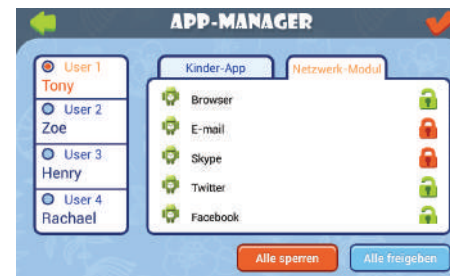 APP-MANAGER
User 1
Tony
User 2
Zoe
User 3
Henry
User 4
Rachael
Kinder-App
Netzwerk-Modul
Browser
E-mail
Skype
Twitter
Facebook
Alle sperren
Alle freigeben